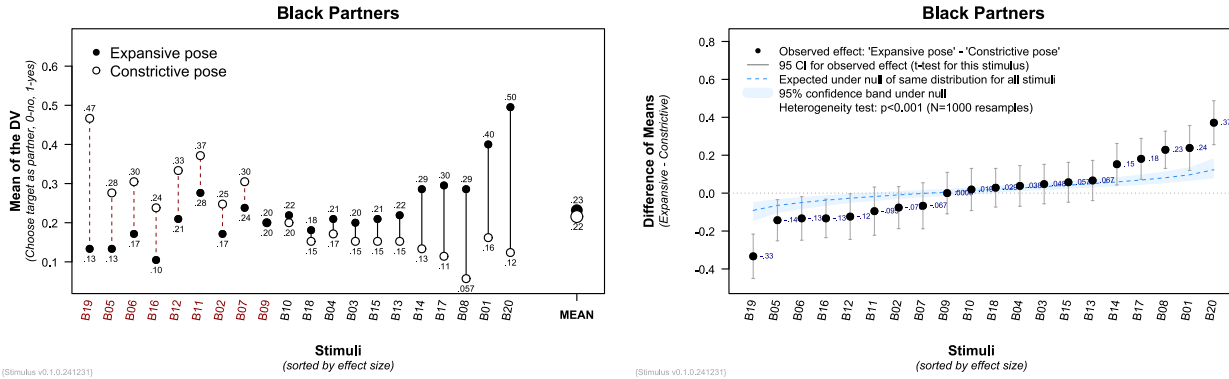 Black Partners
Mean of the DV
(Choose target as partner, 0-no, 1-yes)
0.6
0.5
0.4
0.3
0.2
0.1
Expansive pose
Constrictive pose
.47
.13
.28
.13
.30
.17
.24
.10
.33
.21
.37
.28
.25
.17
.30
.24
.20
.20
.22
.20
.18
.15
.21
.17
.20
.15
.21
.15
.22
.15
.29
.13
.30
.11
.29
.057
.40
.16
.50
.12
.23
.22
B19
B05
B06
B16
B12
B11
B02
B07
B09
B10
B18
B04
B03
B15
B13
B14
B17
B08
B01
B20
MEAN
Stimuli
(sorted by effect size)
{Stimulus v0.1.0.241231}
Black Partners
Difference of Means
(Expansive - Constrictive)
0.8
0.6
0.4
0.2
0.0
-0.2
-0.4
Observed effect: 'Expansive pose' - 'Constrictive pose'
95 CI for observed effect (t-test for this stimulus)
Expected under null of same distribution for all stimuli
95% confidence band under null
Heterogeneity test: p<0.001 (N=1000 resamples)
-.33
-.14
-.13
-.13
-.12
-.095
-.067
.019
.029
.038
.048
.057
.067
.15
.18
.23
.24
.37
B19
B05
B06
B16
B12
B11
B02
B07
B09
B10
B18
B04
B03
B15
B13
B14
B17
B08
B01
B20
Stimuli
(sorted by effect size)
{Stimulus v0.1.0.241231}